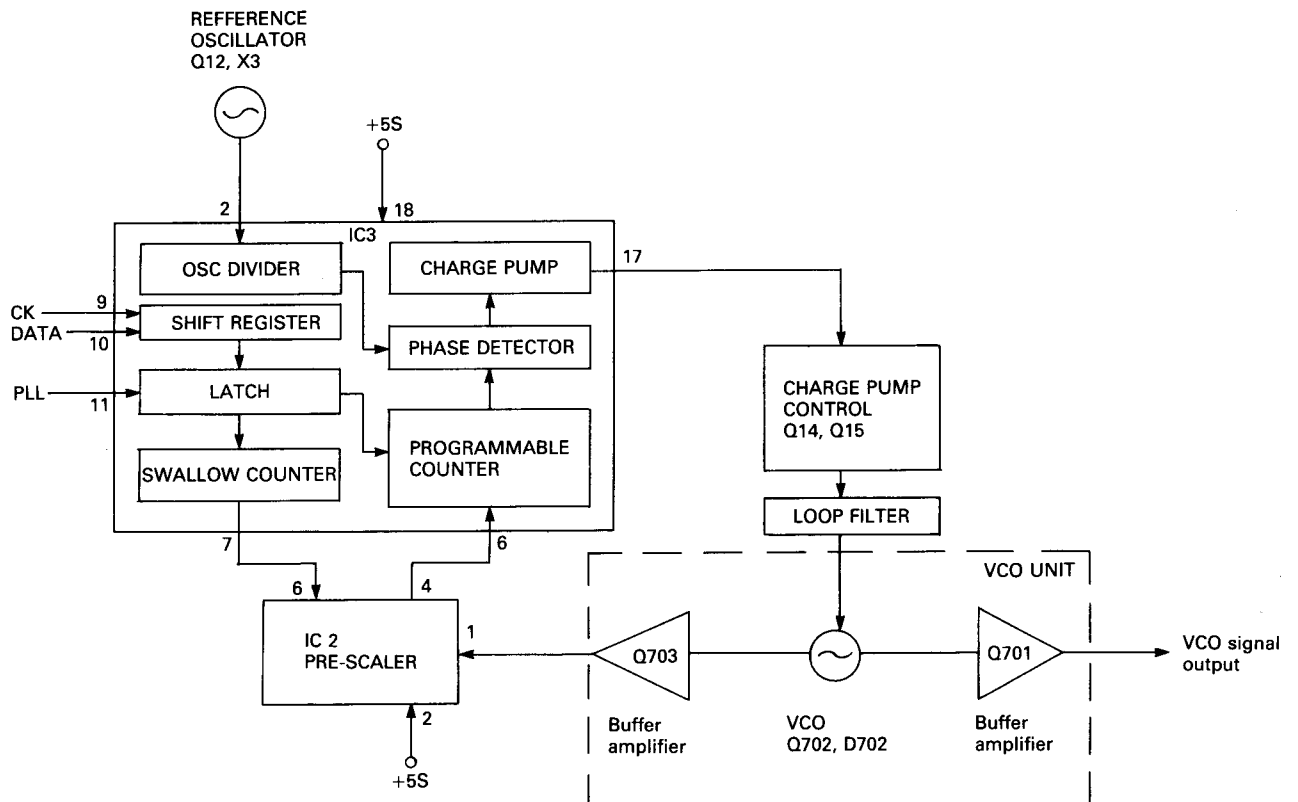 REFFERENCE
OSCILLATOR
Q12, X3
+5S
2
18
IC3
OSC DIVIDER
CHARGE PUMP
17
CK
9
SHIFT REGISTER
DATA
10
PHASE DETECTOR
PLL
11
LATCH
PROGRAMMABLE
COUNTER
SWALLOW COUNTER
7
6
CHARGE PUMP
CONTROL
Q14, Q15
LOOP FILTER
VCO UNIT
6
4
IC 2
PRE-SCALER
1
2
+5S
Q703
Q701
VCO signal
output
Buffer
amplifier
VCO
Q702, D702
Buffer
amplifier